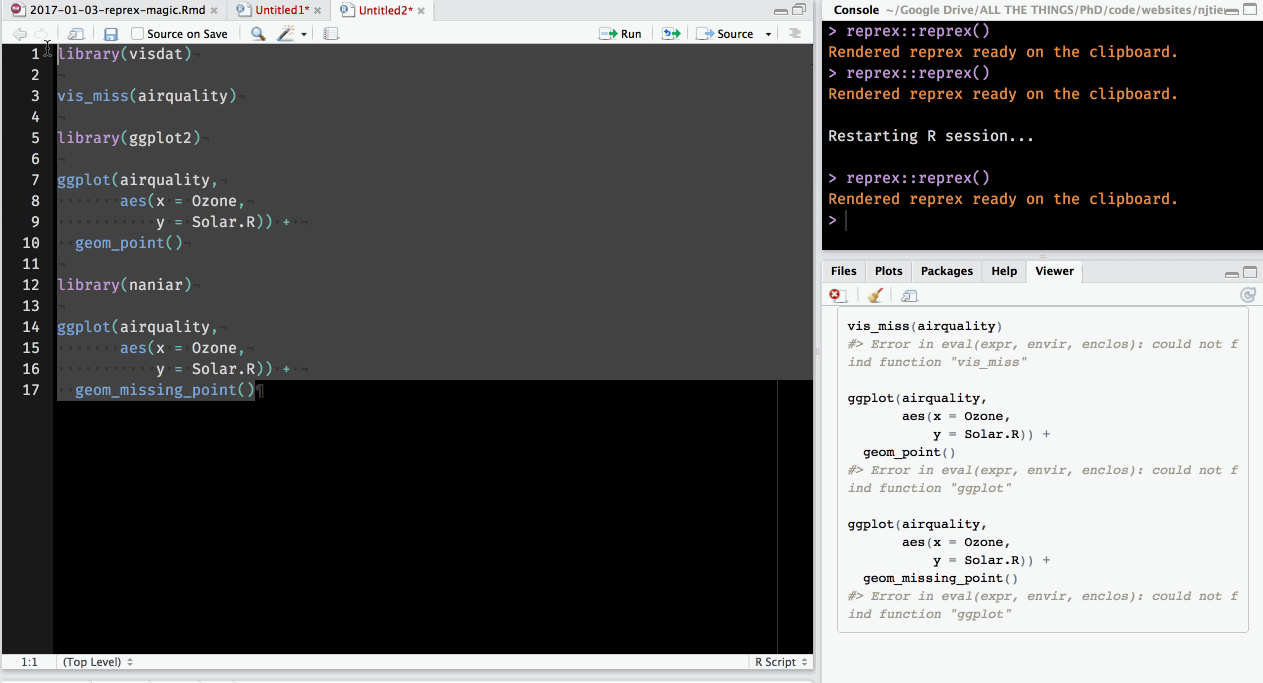 2017-01-03-reprex-magic.Rmd
Untitled1*
Untitled2*
Source on Save
Run
Source
1 library(visdat)
2
3 vis_miss(airquality)
4
5 library(ggplot2)
6
7 ggplot(airquality,
8 aes(x = Ozone,
9 y = Solar.R)) +
10 geom_point()
11
12 library(naniar)
13
14 ggplot(airquality,
15 aes(x = Ozone,
16 y = Solar.R)) +
17 geom_missing_point()
1:1
(Top Level)
R Script
Console ~/Google Drive/ALL THE THINGS/PhD/code/websites/njtie
> reprex::reprex()
Rendered reprex ready on the clipboard.
> reprex::reprex()
Rendered reprex ready on the clipboard.
Restarting R session...
> reprex::reprex()
Rendered reprex ready on the clipboard.
>
Files
Plots
Packages
Help
Viewer
vis_miss(airquality)
#> Error in eval(expr, envir, enclos): could not f
ind function "vis_miss"
ggplot(airquality,
aes(x = Ozone,
y = Solar.R)) +
geom_point()
#> Error in eval(expr, envir, enclos): could not f
ind function "ggplot"
ggplot(airquality,
aes(x = Ozone,
y = Solar.R)) +
geom_missing_point()
#> Error in eval(expr, envir, enclos): could not f
ind function "ggplot"